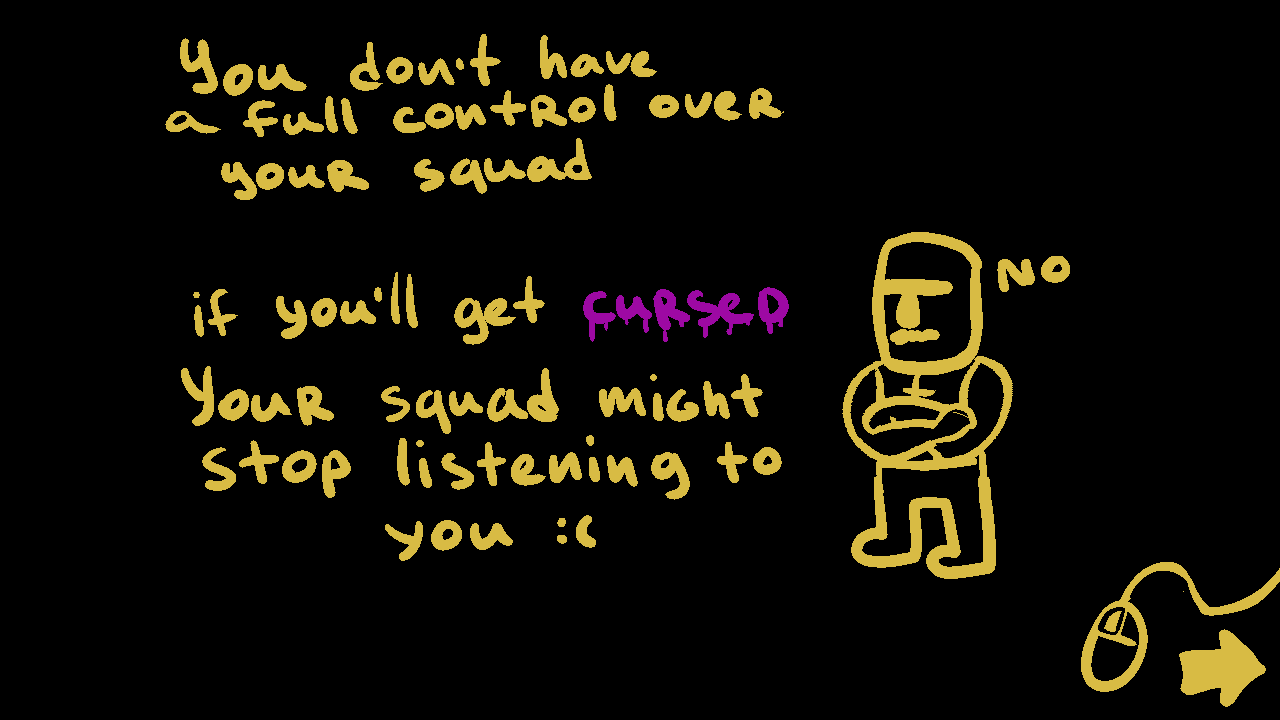 You don't have
a full control over
your squad
NO
if you'll get cursed
Your squad might
stop listening to
you :c